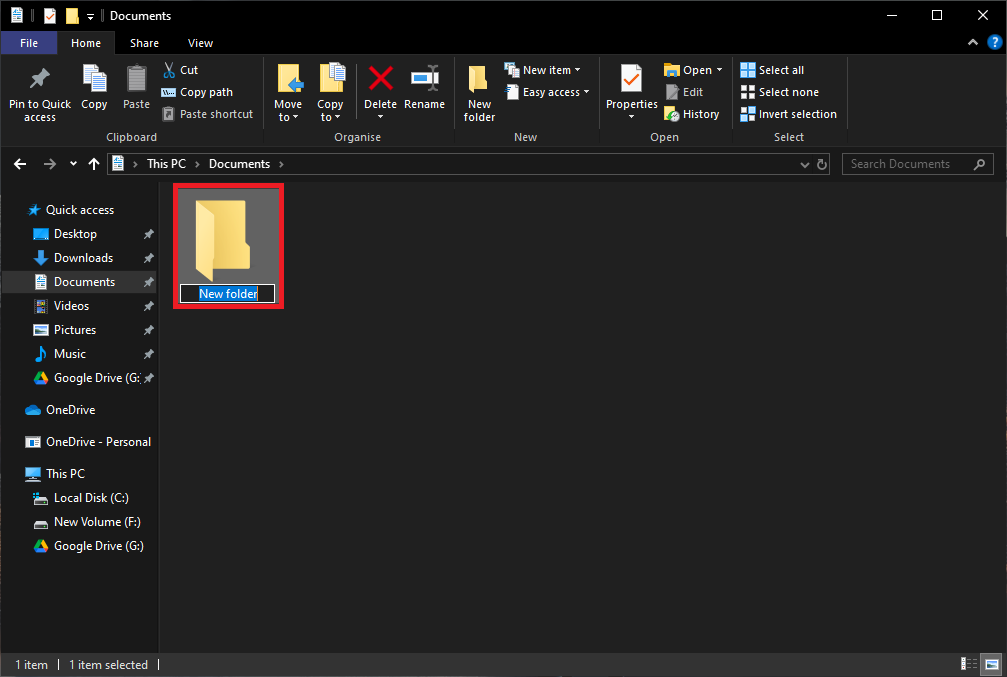 Documents
File Home Share View
Pin to Quick access
Copy
Paste
Cut
Copy path
Paste shortcut
Clipboard
Move to
Copy to
Delete
Rename
Organise
New folder
New item
Easy access
New
Properties
Open
Edit
History
Open
Select all
Select none
Invert selection
Select
This PC > Documents >
Search Documents
Quick access
Desktop
Downloads
Documents
Videos
Pictures
Music
Google Drive (G:
OneDrive
OneDrive - Personal
This PC
Local Disk (C:)
New Volume (F:)
Google Drive (G:)
New folder
1 item
1 item selected